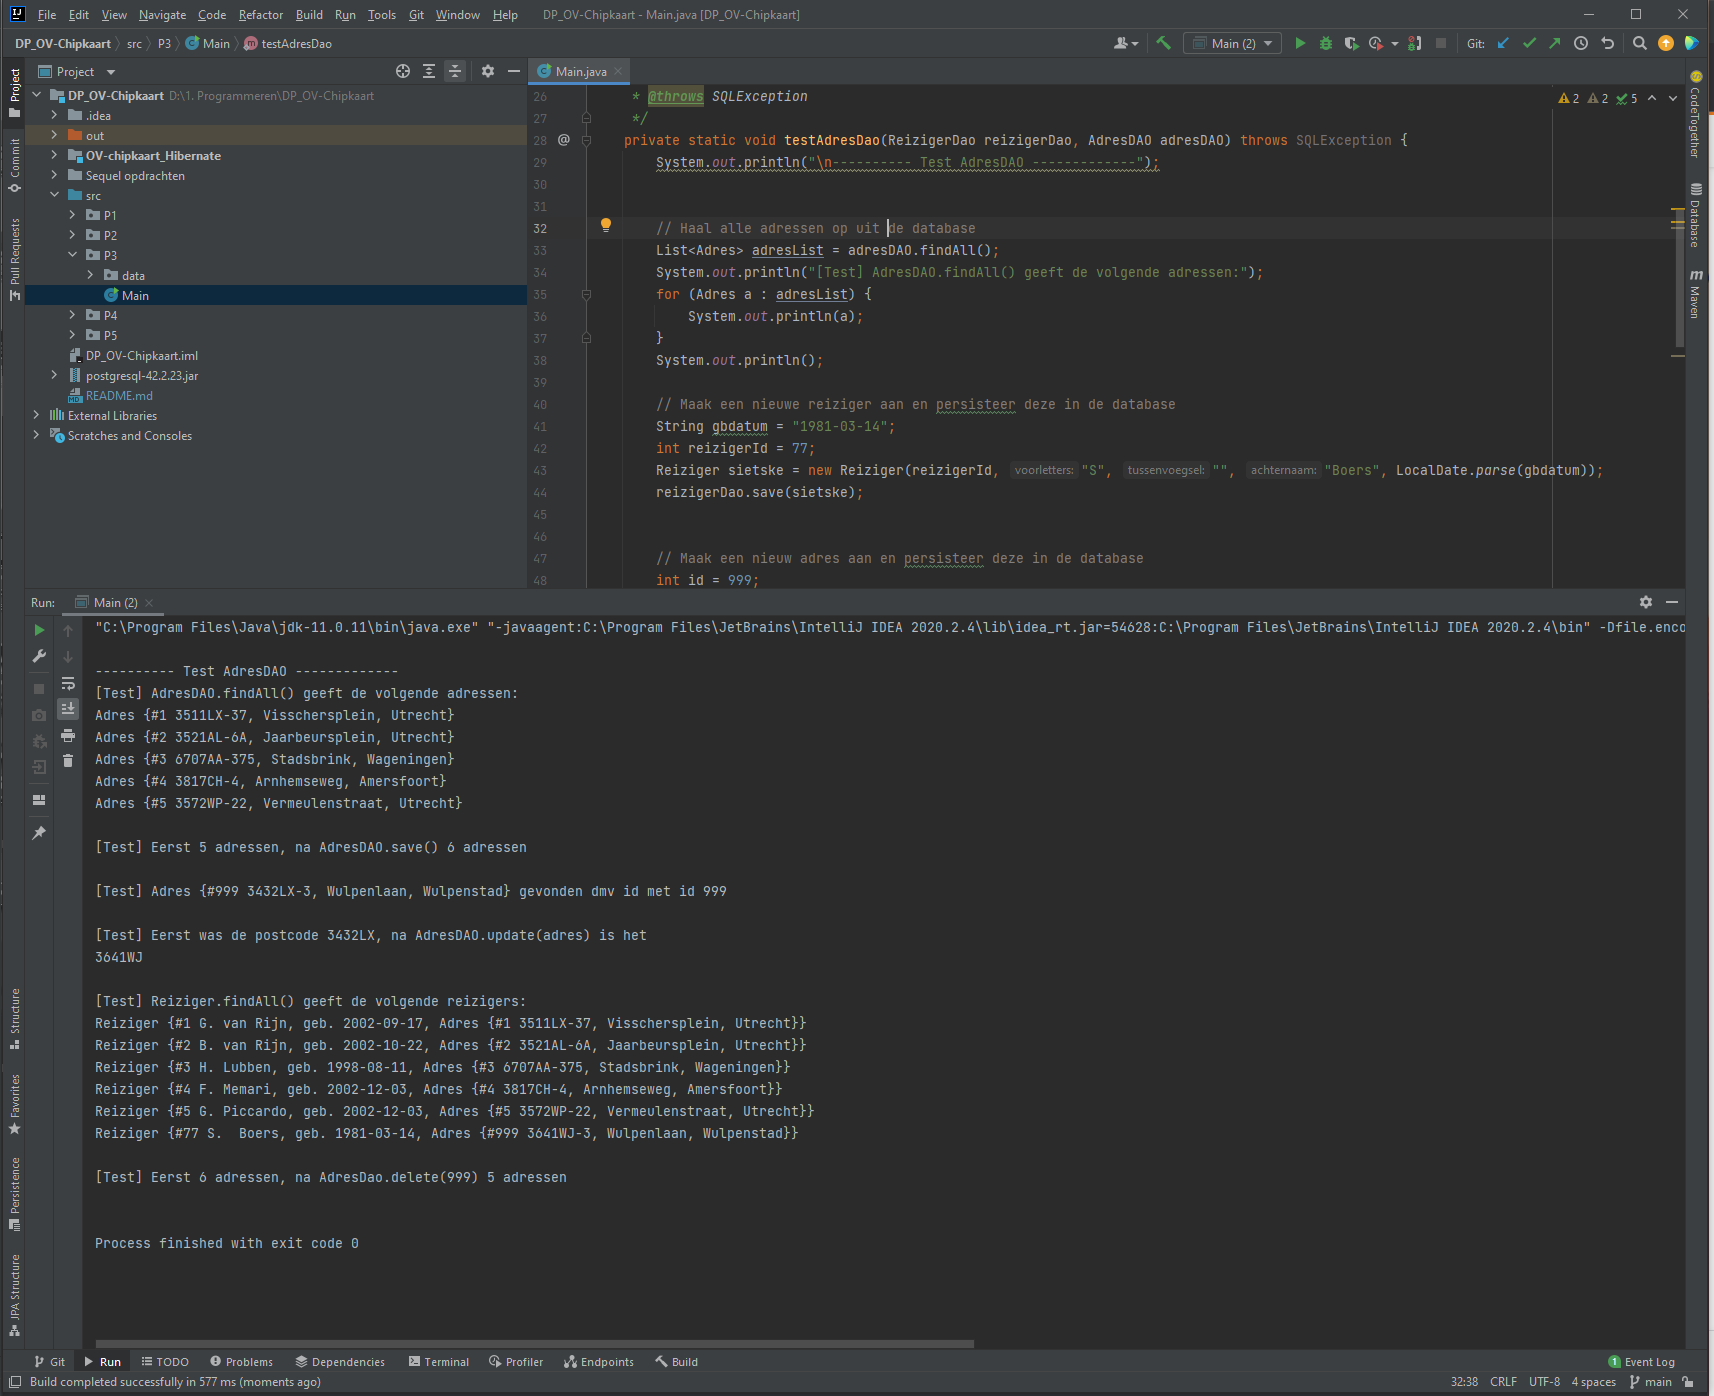 File Edit View Navigate Code Refactor Build Run Tools Git Window Help DP_OV-Chipkaart - Main.java [DP_OV-Chipkaart]
DP_OV-Chipkaart src P3 Main testAdresDao Main (2) Git:
Project
Main.java
DP_OV-Chipkaart D:\1. Programmeren\DP_OV-Chipkaart
.idea
out
OV-chipkaart_Hibernate
Sequel opdrachten
src
P1
P2
P3
data
Main
P4
P5
DP_OV-Chipkaart.iml
postgresql-42.2.23.jar
README.md
External Libraries
Scratches and Consoles
2 2 5
26 * @throws SQLException
27 */
28 @ private static void testAdresDao(ReizigerDao reizigerDao, AdresDAO adresDAO) throws SQLException {
29 System.out.println("\n---------- Test AdresDAO -------------");
30
31
32 // Haal alle adressen op uit de database
33 List<Adres> adresList = adresDAO.findAll();
34 System.out.println("[Test] AdresDAO.findAll() geeft de volgende adressen:");
35 for (Adres a : adresList) {
36 System.out.println(a);
37 }
38 System.out.println();
39
40 // Maak een nieuwe reiziger aan en persisteer deze in de database
41 String gbdatum = "1981-03-14";
42 int reizigerId = 77;
43 Reiziger sietske = new Reiziger(reizigerId, voorletters: "S", tussenvoegsel: "", achternaam: "Boers", LocalDate.parse(gbdatum));
44 reizigerDao.save(sietske);
45
46
47 // Maak een nieuw adres aan en persisteer deze in de database
48 int id = 999;
Run: Main (2)
"C:\Program Files\Java\jdk-11.0.11\bin\java.exe" "-javaagent:C:\Program Files\JetBrains\IntelliJ IDEA 2020.2.4\lib\idea_rt.jar=54628:C:\Program Files\JetBrains\IntelliJ IDEA 2020.2.4\bin" -Dfile.enco
---------- Test AdresDAO -------------
[Test] AdresDAO.findAll() geeft de volgende adressen:
Adres {#1 3511LX-37, Visschersplein, Utrecht}
Adres {#2 3521AL-6A, Jaarbeursplein, Utrecht}
Adres {#3 6707AA-375, Stadsbrink, Wageningen}
Adres {#4 3817CH-4, Arnhemseweg, Amersfoort}
Adres {#5 3572WP-22, Vermeulenstraat, Utrecht}
[Test] Eerst 5 adressen, na AdresDAO.save() 6 adressen
[Test] Adres {#999 3432LX-3, Wulpenlaan, Wulpenstad} gevonden dmv id met id 999
[Test] Eerst was de postcode 3432LX, na AdresDAO.update(adres) is het
3641WJ
[Test] Reiziger.findAll() geeft de volgende reizigers:
Reiziger {#1 G. van Rijn, geb. 2002-09-17, Adres {#1 3511LX-37, Visschersplein, Utrecht}}
Reiziger {#2 B. van Rijn, geb. 2002-10-22, Adres {#2 3521AL-6A, Jaarbeursplein, Utrecht}}
Reiziger {#3 H. Lubben, geb. 1998-08-11, Adres {#3 6707AA-375, Stadsbrink, Wageningen}}
Reiziger {#4 F. Memari, geb. 2002-12-03, Adres {#4 3817CH-4, Arnhemseweg, Amersfoort}}
Reiziger {#5 G. Piccardo, geb. 2002-12-03, Adres {#5 3572WP-22, Vermeulenstraat, Utrecht}}
Reiziger {#77 S.  Boers, geb. 1981-03-14, Adres {#999 3641WJ-3, Wulpenlaan, Wulpenstad}}
[Test] Eerst 6 adressen, na AdresDao.delete(999) 5 adressen
Process finished with exit code 0
Project
Commit
Pull Requests
Structure
Favorites
Persistence
JPA Structure
CodeTogether
Database
Maven
Git Run TODO Problems Dependencies Terminal Profiler Endpoints Build 1 Event Log
Build completed successfully in 577 ms (moments ago) 32:38 CRLF UTF-8 4 spaces main